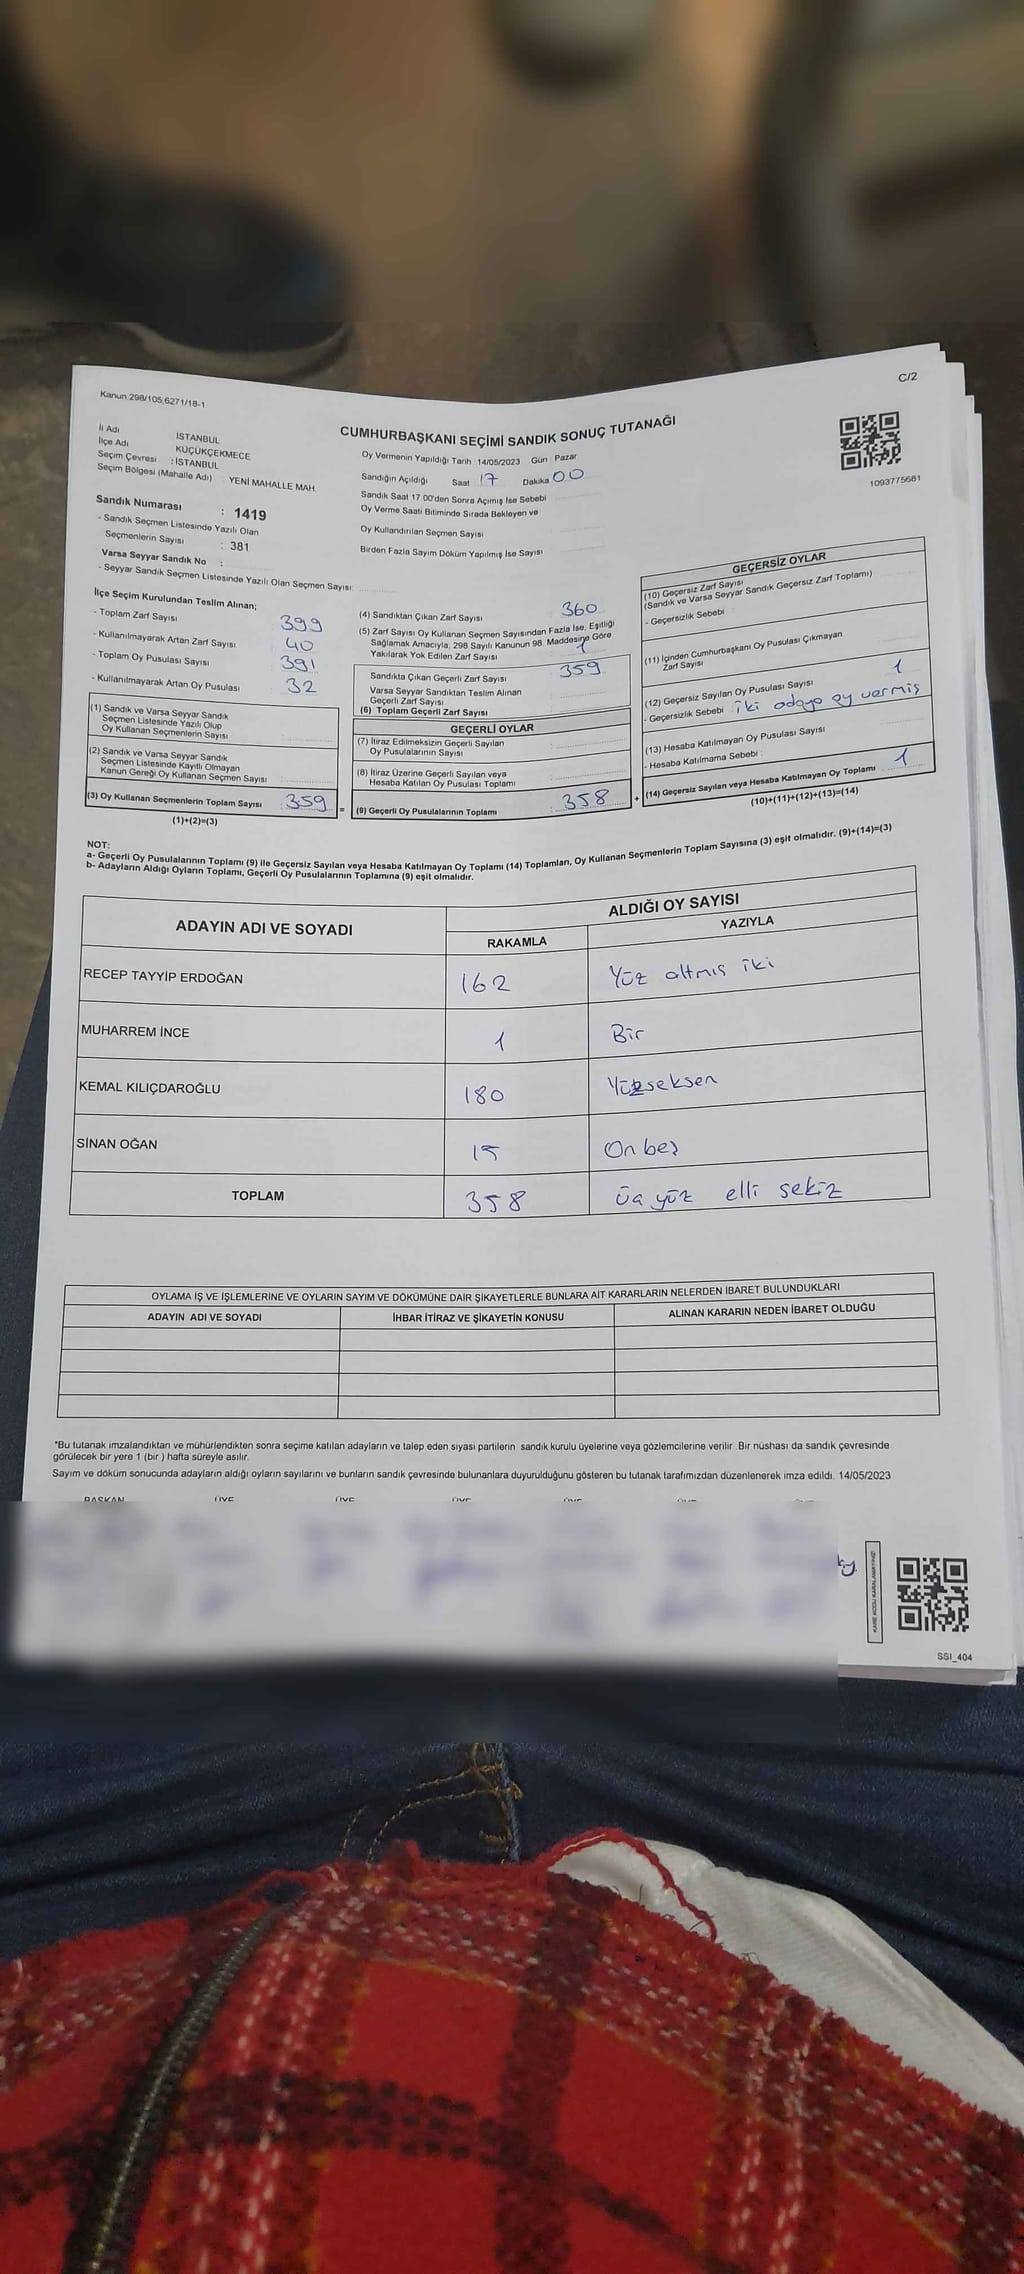 C/2
Kanun 298/105,6271/18-1
1093775681
CUMHURBAŞKANI SEÇİMİ SANDIK SONUÇ TUTANAĞI
İl Adı İSTANBUL
İlçe Adı KÜÇÜKÇEKMECE
Seçim Çevresi : İSTANBUL
Seçim Bölgesi (Mahalle Adı) YENİ MAHALLE MAH.
Sandık Numarası : 1419
- Sandık Seçmen Listesinde Yazılı Olan
Seçmenlerin Sayısı : 381
Varsa Seyyar Sandık No :
- Seyyar Sandık Seçmen Listesinde Yazılı Olan Seçmen Sayısı:
Oy Vermenin Yapıldığı Tarih 14/05/2023 Gün Pazar
Sandığın Açıldığı Saat 17 Dakika 00
Sandık Saat 17.00'den Sonra Açımış İse Sebebi
Oy Verme Saati Bitiminde Sırada Bekleyen ve
Oy Kullandırılan Seçmen Sayısı
Birden Fazla Sayım Döküm Yapılmış İse Sayısı
İlçe Seçim Kurulundan Teslim Alınan;
- Toplam Zarf Sayısı 399
- Kullanılmayarak Artan Zarf Sayısı 40
- Toplam Oy Pusulası Sayısı 391
- Kullanılmayarak Artan Oy Pusulası 32
(1) Sandık ve Varsa Seyyar Sandık
Seçmen Listesinde Yazılı Olup
Oy Kullanan Seçmenlerin Sayısı
(2) Sandık ve Varsa Seyyar Sandık
Seçmen Listesinde Kayıtlı Olmayan
Kanun Gereği Oy Kullanan Seçmen Sayısı
(3) Oy Kullanan Seçmenlerin Toplam Sayısı 359 =
(1)+(2)=(3)
(4) Sandıktan Çıkan Zarf Sayısı 360
(5) Zarf Sayısı Oy Kullanan Seçmen Sayısından Fazla İse, Eşitliği
Sağlamak Amacıyla, 298 Sayılı Kanunun 98. Maddesine Göre
Yakılarak Yok Edilen Zarf Sayısı 1
Sandıkta Çıkan Geçerli Zarf Sayısı 359
Varsa Seyyar Sandıktan Teslim Alınan
Geçerli Zarf Sayısı
(6) Toplam Geçerli Zarf Sayısı
GEÇERLİ OYLAR
(7) İtiraz Edilmeksizin Geçerli Sayılan
Oy Pusulalarının Sayısı
(8) İtiraz Üzerine Geçerli Sayılan veya
Hesaba Katılan Oy Pusulası Toplamı
(9) Geçerli Oy Pusulalarının Toplamı 358 +
GEÇERSİZ OYLAR
(10) Geçersiz Zarf Sayısı
(Sandık ve Varsa Seyyar Sandık Geçersiz Zarf Toplamı)
- Geçersizlik Sebebi
(11) İçinden Cumhurbaşkanı Oy Pusulası Çıkmayan
Zarf Sayısı
(12) Geçersiz Sayılan Oy Pusulası Sayısı 1
- Geçersizlik Sebebi iki adaya oy vermiş
(13) Hesaba Katılmayan Oy Pusulası Sayısı
- Hesaba Katılmama Sebebi
(14) Geçersiz Sayılan veya Hesaba Katılmayan Oy Toplamı 1
(10)+(11)+(12)+(13)=(14)
NOT:
a- Geçerli Oy Pusulalarının Toplamı (9) ile Geçersiz Sayılan veya Hesaba Katılmayan Oy Toplamı (14) Toplamları, Oy Kullanan Seçmenlerin Toplam Sayısına (3) eşit olmalıdır. (9)+(14)=(3)
b- Adayların Aldığı Oyların Toplamı, Geçerli Oy Pusulalarının Toplamına (9) eşit olmalıdır.
ADAYIN ADI VE SOYADI ALDIĞI OY SAYISI
RAKAMLA YAZIYLA
RECEP TAYYİP ERDOĞAN 162 Yüz altmış iki
MUHARREM İNCE 1 Bir
KEMAL KILIÇDAROĞLU 180 Yüzseksen
SİNAN OĞAN 15 On beş
TOPLAM 358 üç yüz elli sekiz
OYLAMA İŞ VE İŞLEMLERİNE VE OYLARIN SAYIM VE DÖKÜMÜNE DAİR ŞİKAYETLERLE BUNLARA AİT KARARLARIN NELERDEN İBARET BULUNDUKLARI
ADAYIN ADI VE SOYADI İHBAR İTİRAZ VE ŞİKAYETİN KONUSU ALINAN KARARIN NEDEN İBARET OLDUĞU
*Bu tutanak imzalandıktan ve mühürlendikten sonra seçime katılan adayların ve talep eden siyasi partilerin sandık kurulu üyelerine veya gözlemcilerine verilir. Bir nüshası da sandık çevresinde
görülecek bir yere 1 (bir) hafta süreyle asılır.
Sayım ve döküm sonucunda adayların aldığı oyların sayılarını ve bunların sandık çevresinde bulunanlara duyurulduğunu gösteren bu tutanak tarafımızdan düzenlenerek imza edildi. 14/05/2023
BAŞKAN ÜYE ÜYE ÜYE ÜYE ÜYE ÜYE
KARE KODU KARALAMAYINIZ!
SSI_404